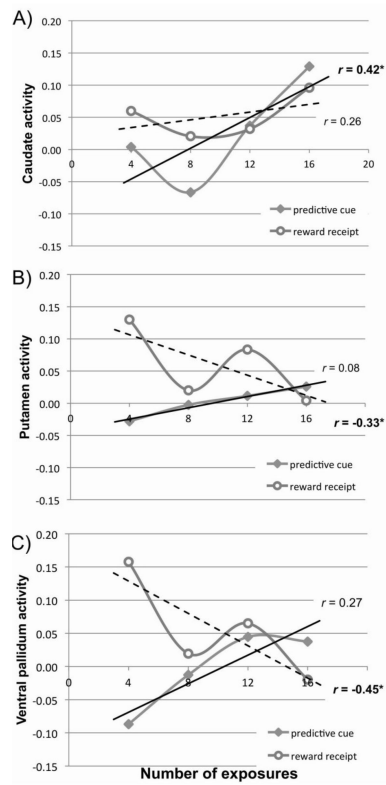 A)
0.20
0.15
0.10
0.05
0.00
-0.05
-0.10
-0.15
Caudate activity
0 4 8 12 16 20
r = 0.42*
r = 0.26
predictive cue
reward receipt
B)
0.20
0.15
0.10
0.05
0.00
-0.05
-0.10
-0.15
Putamen activity
0 4 8 12 16
r = 0.08
r = -0.33*
predictive cue
reward receipt
C)
0.20
0.15
0.10
0.05
0.00
-0.05
-0.10
-0.15
Ventral pallidum activity
0 4 8 12 16
r = 0.27
r = -0.45*
predictive cue
reward receipt
Number of exposures